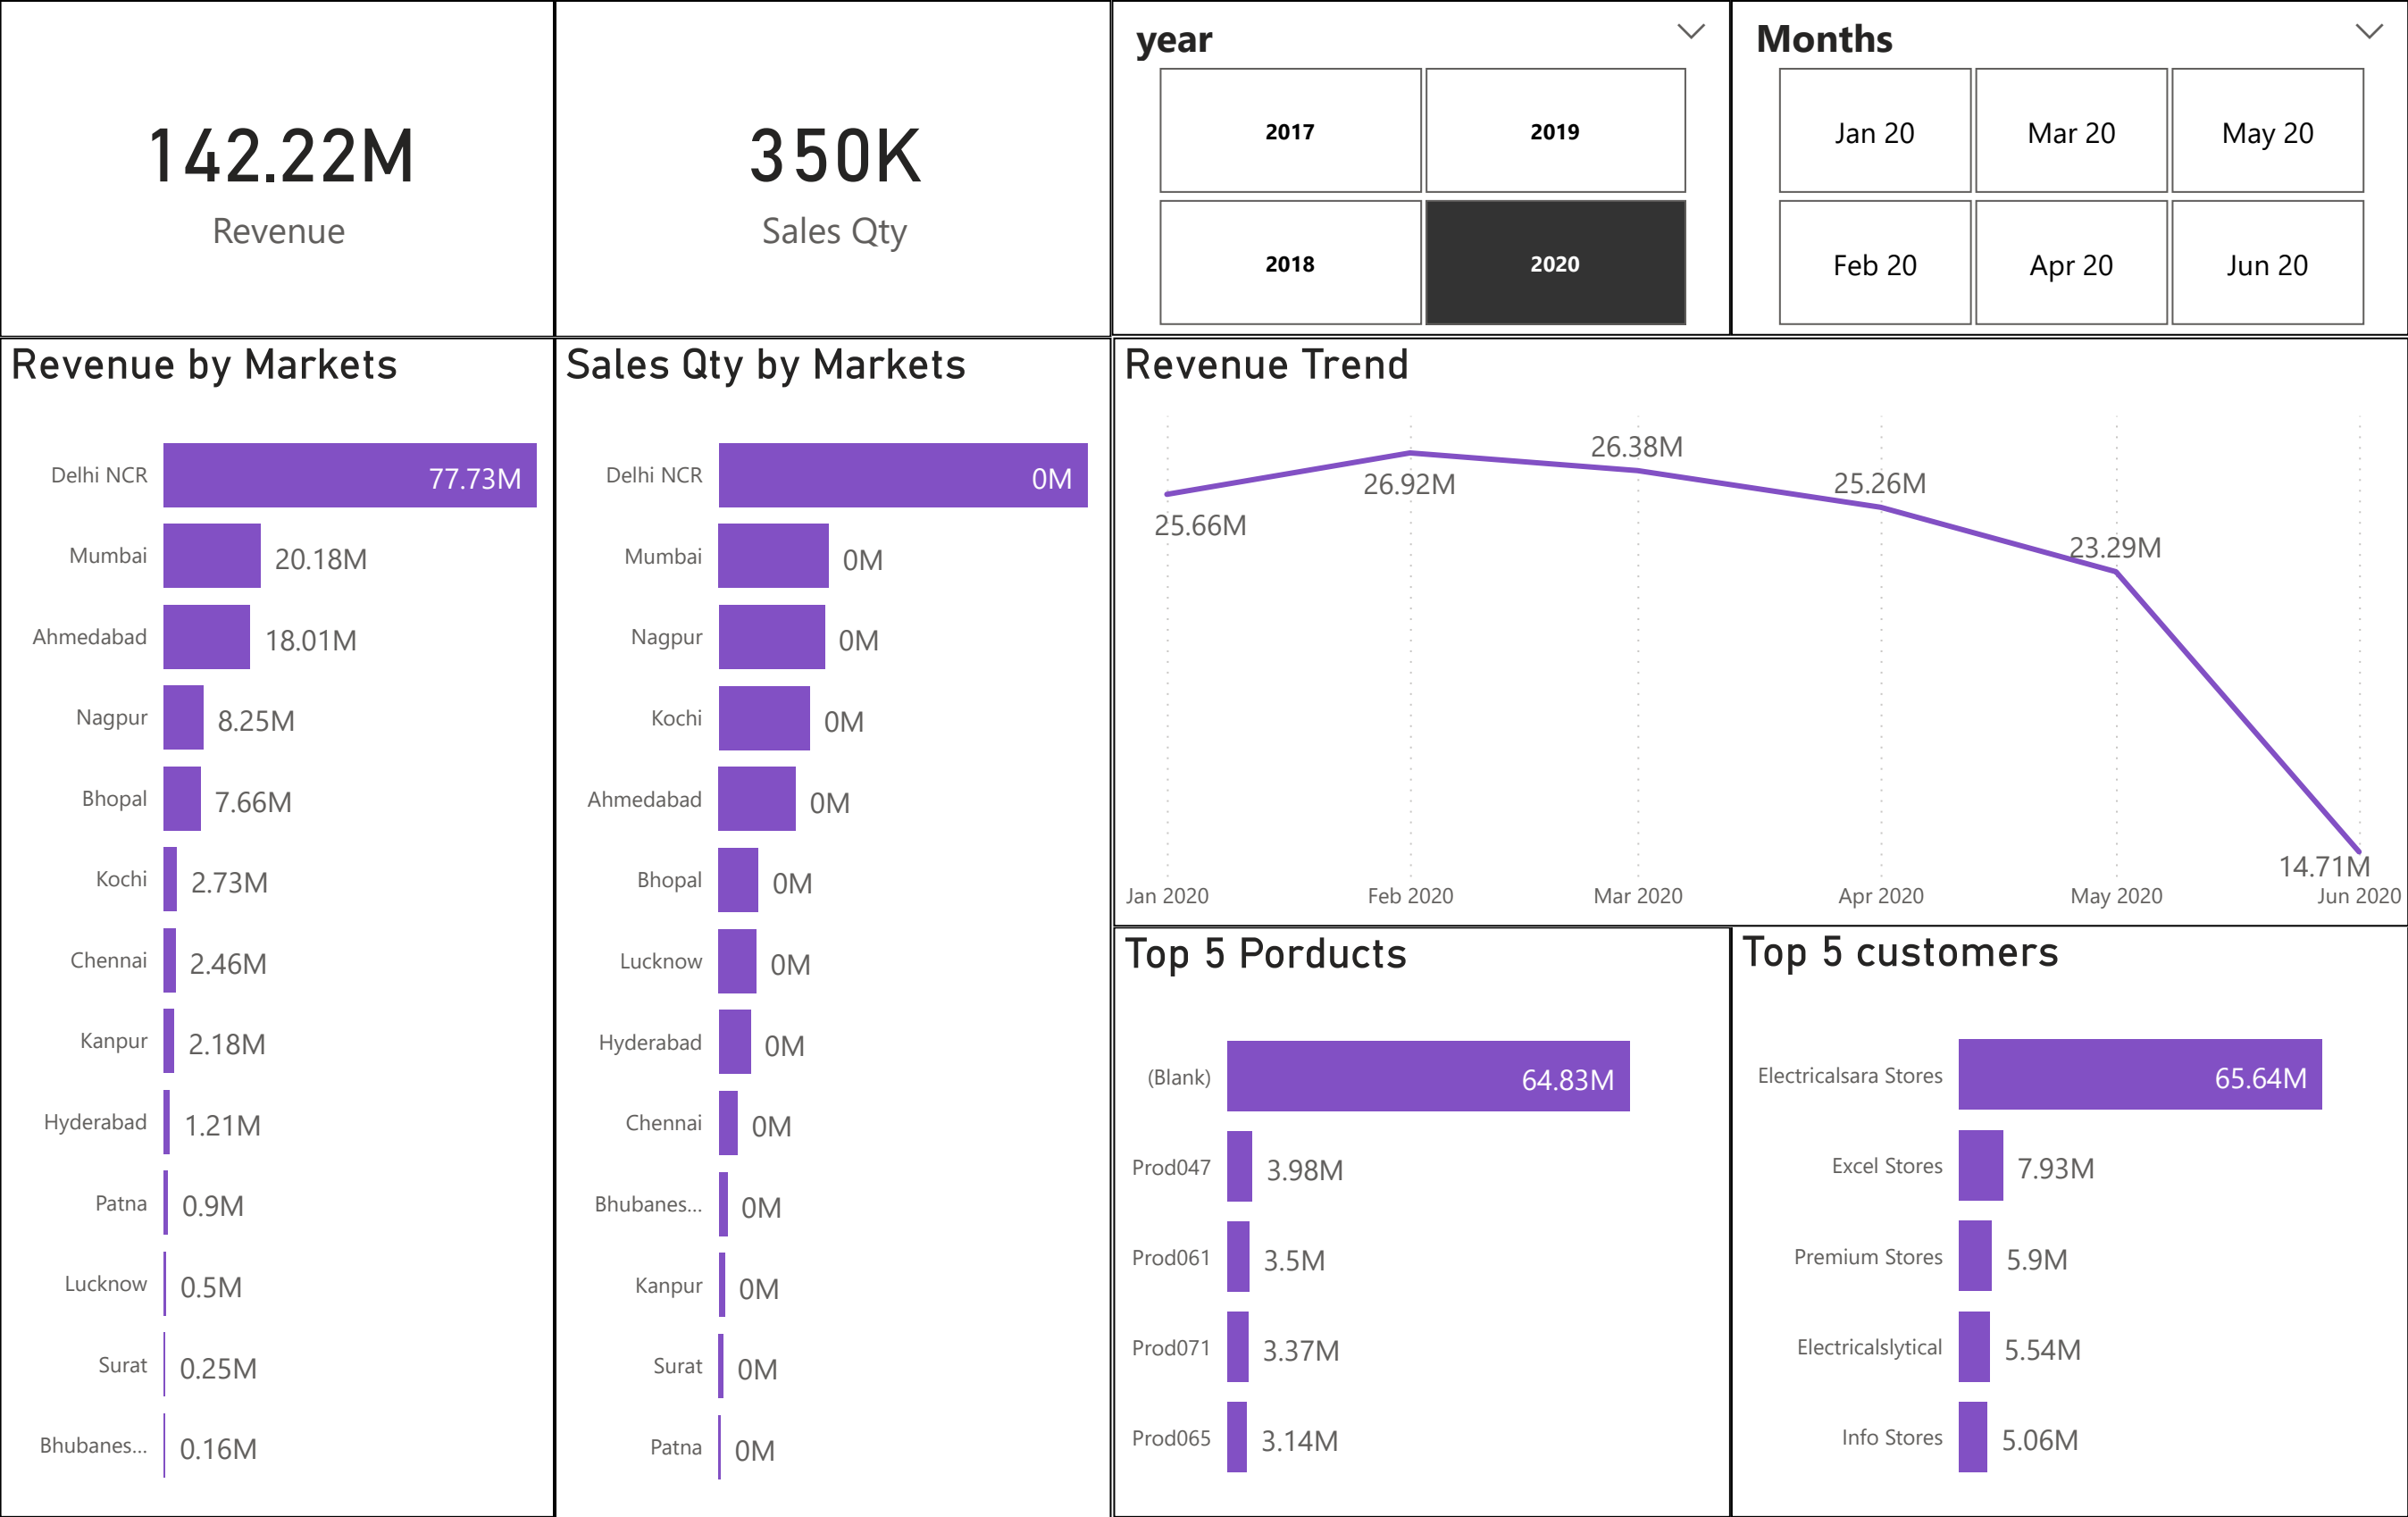 142.22M
Revenue
350K
Sales Qty
year
2017
2019
2018
2020
Months
Jan 20
Mar 20
May 20
Feb 20
Apr 20
Jun 20
Revenue by Markets
Delhi NCR 77.73M
Mumbai 20.18M
Ahmedabad 18.01M
Nagpur 8.25M
Bhopal 7.66M
Kochi 2.73M
Chennai 2.46M
Kanpur 2.18M
Hyderabad 1.21M
Patna 0.9M
Lucknow 0.5M
Surat 0.25M
Bhubanes... 0.16M
Sales Qty by Markets
Delhi NCR 0M
Mumbai 0M
Nagpur 0M
Kochi 0M
Ahmedabad 0M
Bhopal 0M
Lucknow 0M
Hyderabad 0M
Chennai 0M
Bhubanes... 0M
Kanpur 0M
Surat 0M
Patna 0M
Revenue Trend
25.66M
26.92M
26.38M
25.26M
23.29M
14.71M
Jan 2020 Feb 2020 Mar 2020 Apr 2020 May 2020 Jun 2020
Top 5 Porducts
(Blank) 64.83M
Prod047 3.98M
Prod061 3.5M
Prod071 3.37M
Prod065 3.14M
Top 5 customers
Electricalsara Stores 65.64M
Excel Stores 7.93M
Premium Stores 5.9M
Electricalslytical 5.54M
Info Stores 5.06M